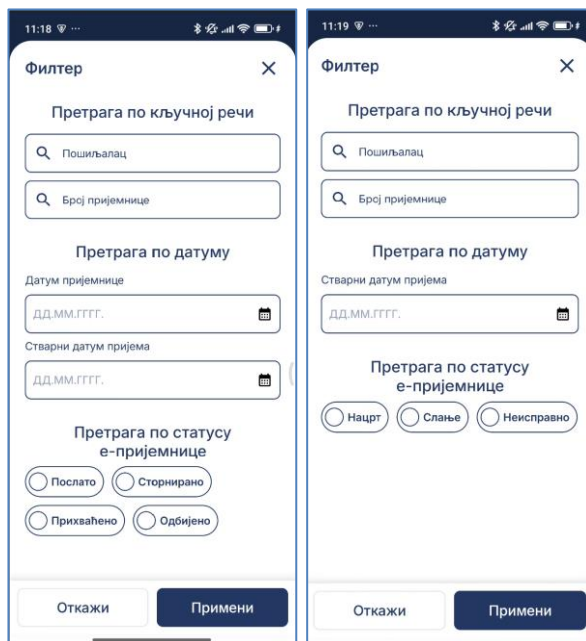 11:18 ...
Филтер
Претрага по кључној речи
Пошиљалац
Број пријемнице
Претрага по датуму
Датум пријемнице
ДД.ММ.ГГГГ.
Стварни датум пријема
ДД.ММ.ГГГГ.
Претрага по статусу
е-пријемнице
Послато Сторнирано
Прихваћено Одбијено
Откажи Примени
11:19 ...
Филтер
Претрага по кључној речи
Пошиљалац
Број пријемнице
Претрага по датуму
Стварни датум пријема
ДД.ММ.ГГГГ.
Претрага по статусу
е-пријемнице
Нацрт Слање Неисправно
Откажи Примени